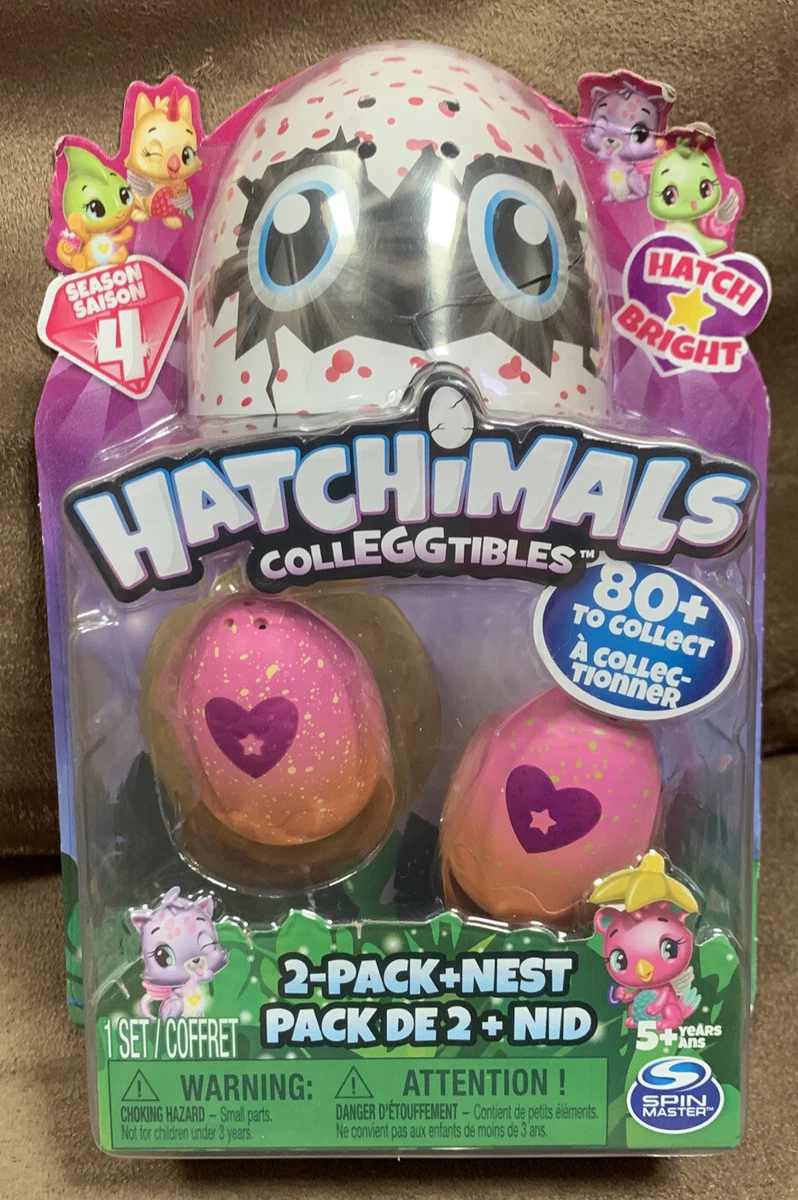 SEASON
SAISON
4
HATCH
BRIGHT
HATCHiMALS
COLLEGGTIBLES™
80+
TO COLLECT
À COLLEC-
TIONNER
2-PACK+NEST
PACK DE 2 + NID
1 SET / COFFRET
5+ YEARS
ANS
WARNING:
CHOKING HAZARD – Small parts.
Not for children under 3 years.
ATTENTION !
DANGER D'ÉTOUFFEMENT – Contient de petits éléments.
Ne convient pas aux enfants de moins de 3 ans.
SPIN
MASTER™